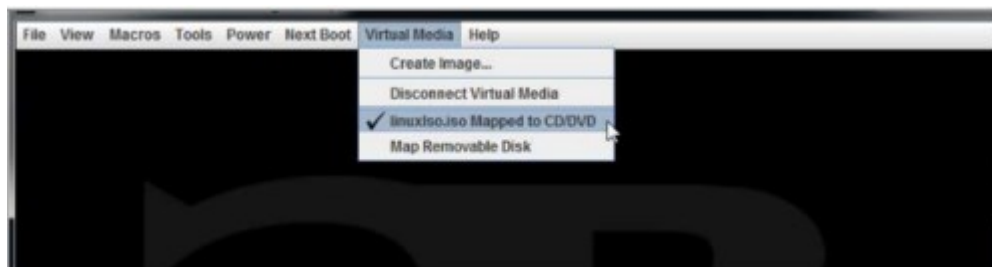 File View Macros Tools Power Next Boot Virtual Media Help
Create Image...
Disconnect Virtual Media
linuxIso.iso Mapped to CD/DVD
Map Removable Disk